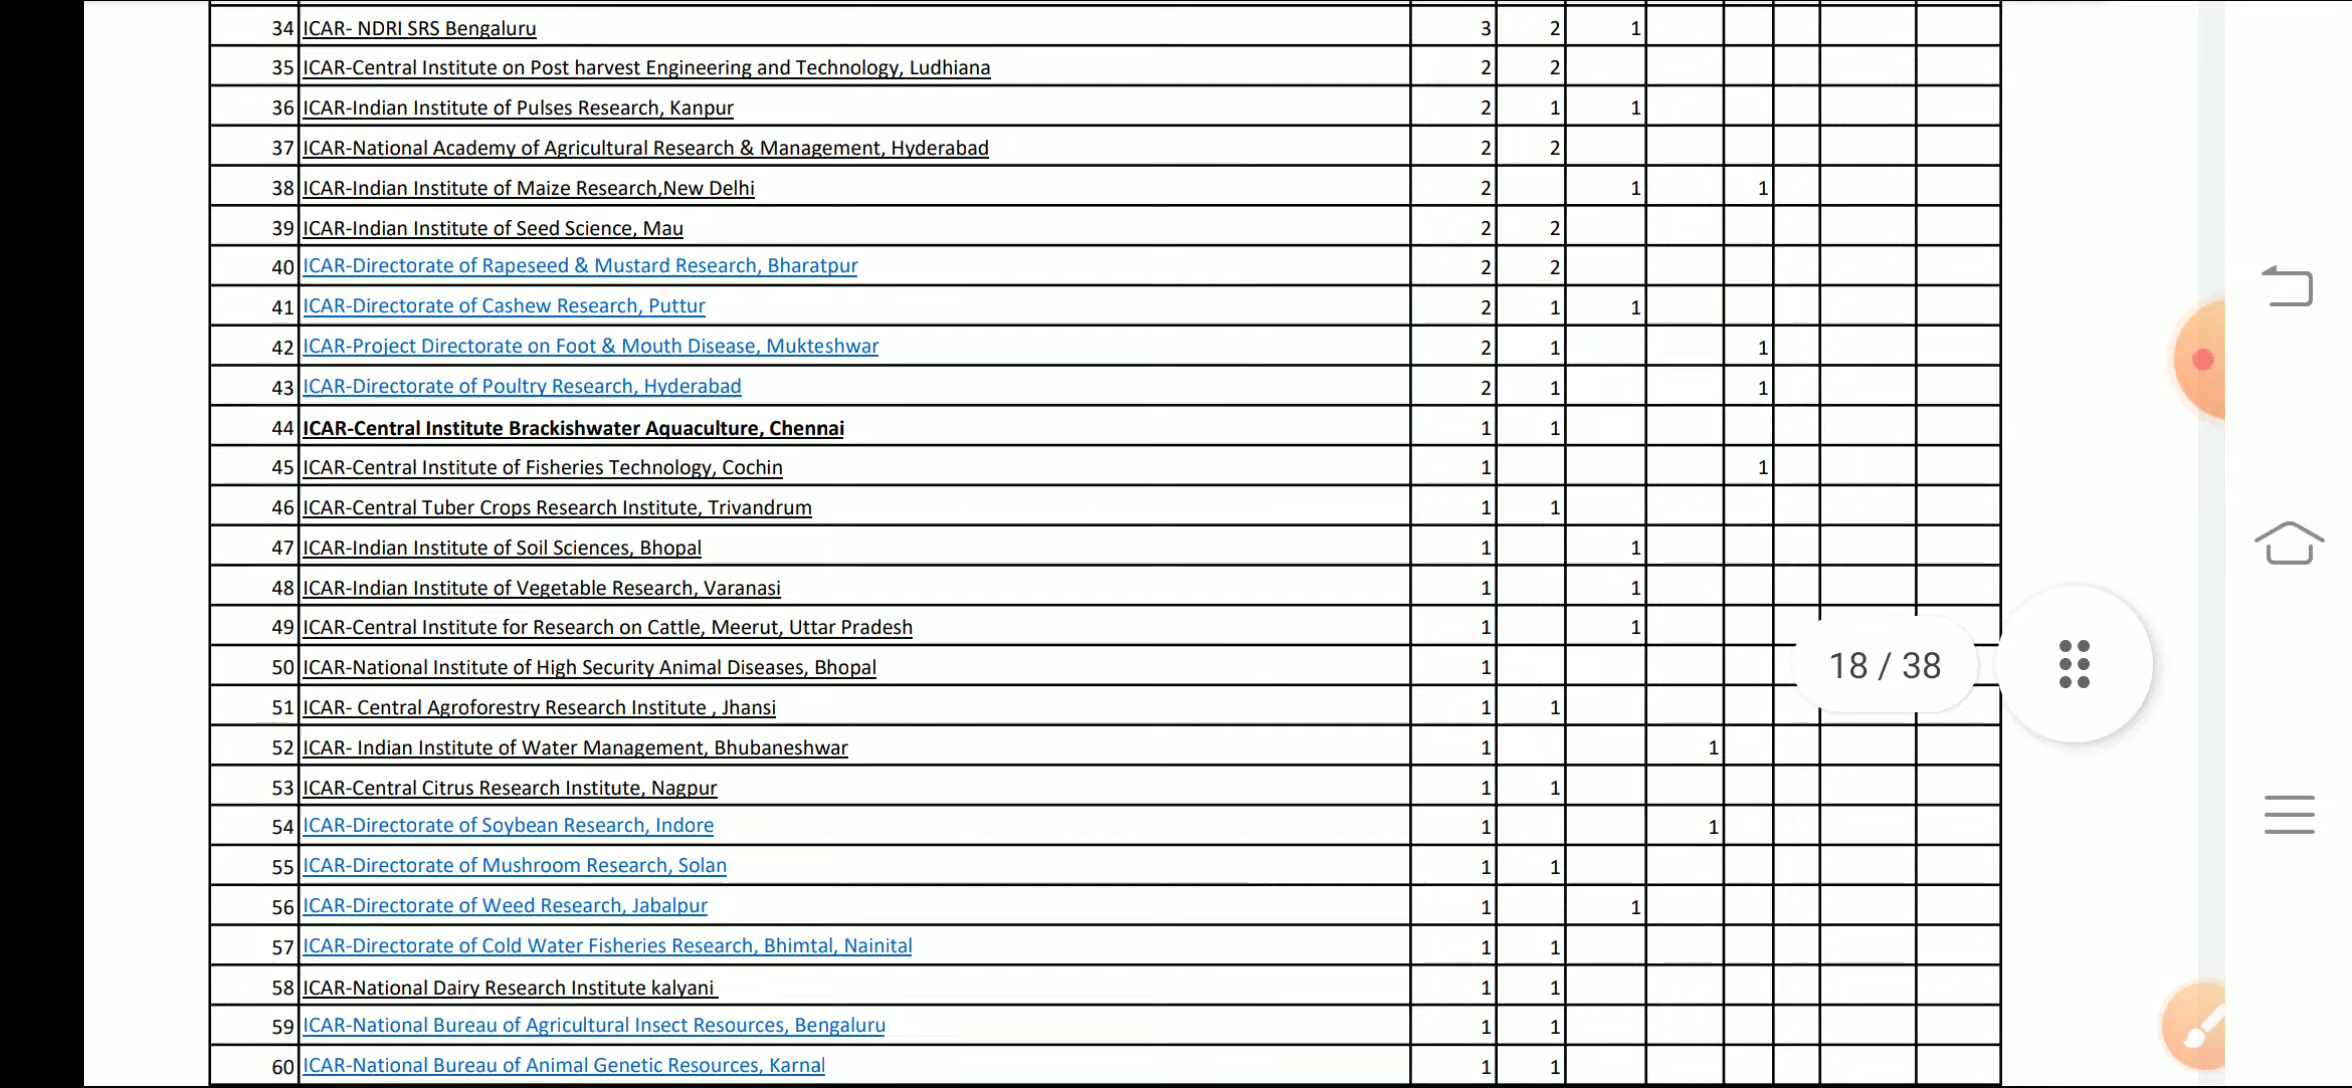 34 ICAR- NDRI SRS Bengaluru 3 2 1
35 ICAR-Central Institute on Post harvest Engineering and Technology, Ludhiana 2 2
36 ICAR-Indian Institute of Pulses Research, Kanpur 2 1 1
37 ICAR-National Academy of Agricultural Research & Management, Hyderabad 2 2
38 ICAR-Indian Institute of Maize Research,New Delhi 2 1 1
39 ICAR-Indian Institute of Seed Science, Mau 2 2
40 ICAR-Directorate of Rapeseed & Mustard Research, Bharatpur 2 2
41 ICAR-Directorate of Cashew Research, Puttur 2 1 1
42 ICAR-Project Directorate on Foot & Mouth Disease, Mukteshwar 2 1 1
43 ICAR-Directorate of Poultry Research, Hyderabad 2 1 1
44 ICAR-Central Institute Brackishwater Aquaculture, Chennai 1 1
45 ICAR-Central Institute of Fisheries Technology, Cochin 1 1
46 ICAR-Central Tuber Crops Research Institute, Trivandrum 1 1
47 ICAR-Indian Institute of Soil Sciences, Bhopal 1 1
48 ICAR-Indian Institute of Vegetable Research, Varanasi 1 1
49 ICAR-Central Institute for Research on Cattle, Meerut, Uttar Pradesh 1 1
50 ICAR-National Institute of High Security Animal Diseases, Bhopal 1
18 / 38
51 ICAR- Central Agroforestry Research Institute , Jhansi 1 1
52 ICAR- Indian Institute of Water Management, Bhubaneshwar 1 1
53 ICAR-Central Citrus Research Institute, Nagpur 1 1
54 ICAR-Directorate of Soybean Research, Indore 1 1
55 ICAR-Directorate of Mushroom Research, Solan 1 1
56 ICAR-Directorate of Weed Research, Jabalpur 1 1
57 ICAR-Directorate of Cold Water Fisheries Research, Bhimtal, Nainital 1 1
58 ICAR-National Dairy Research Institute kalyani 1 1
59 ICAR-National Bureau of Agricultural Insect Resources, Bengaluru 1 1
60 ICAR-National Bureau of Animal Genetic Resources, Karnal 1 1